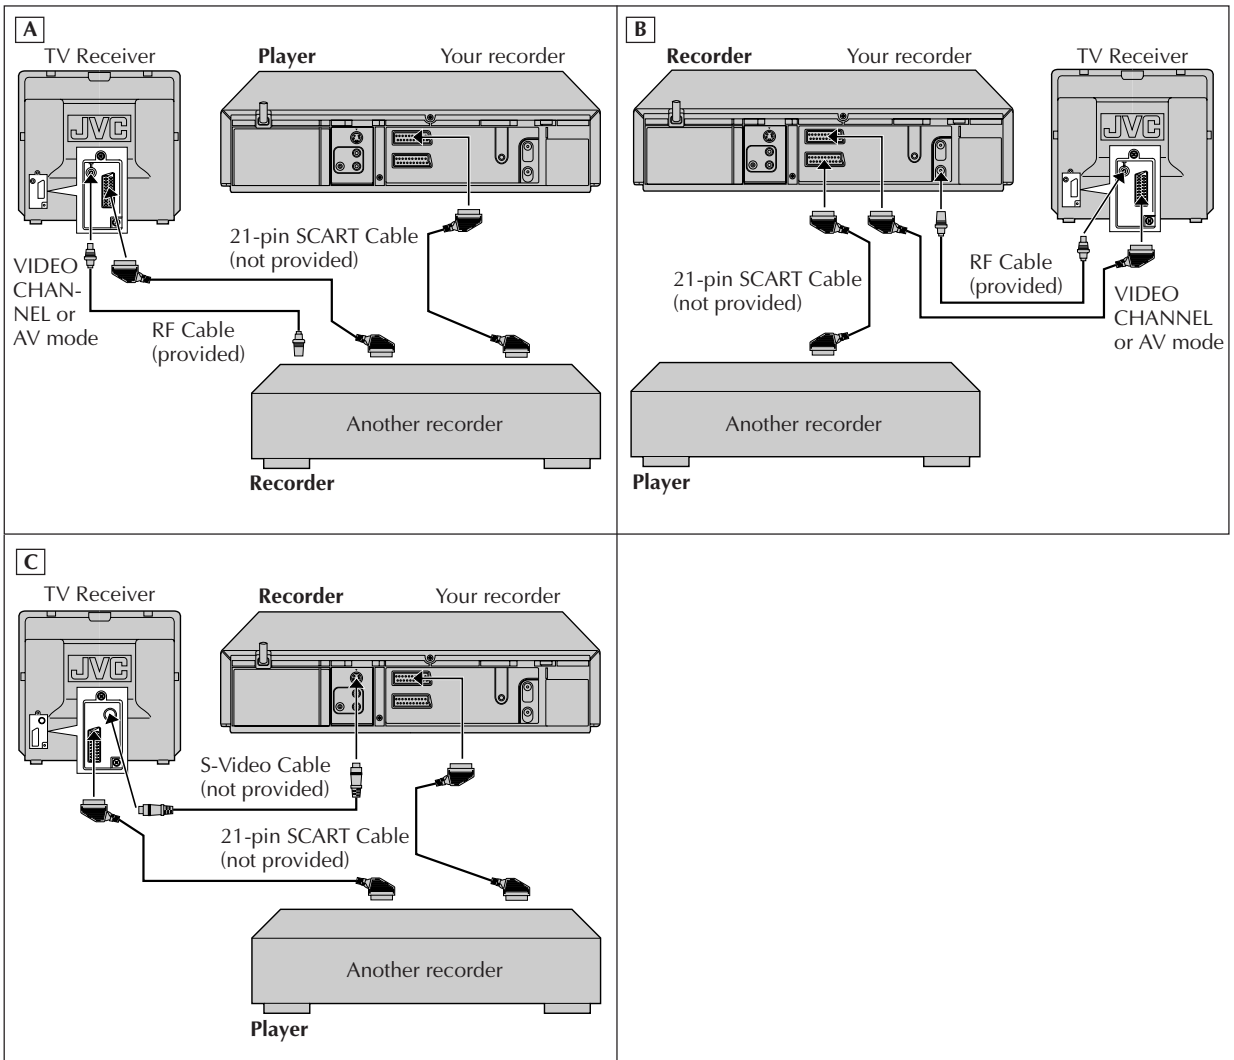 A
TV Receiver
Player
Your recorder
JVC
21-pin SCART Cable
(not provided)
VIDEO
CHAN-
NEL or
AV mode
RF Cable
(provided)
Another recorder
Recorder
B
Recorder
Your recorder
TV Receiver
JVC
21-pin SCART Cable
(not provided)
RF Cable
(provided)
VIDEO
CHANNEL
or AV mode
Another recorder
Player
C
TV Receiver
Recorder
Your recorder
JVC
S-Video Cable
(not provided)
21-pin SCART Cable
(not provided)
Another recorder
Player